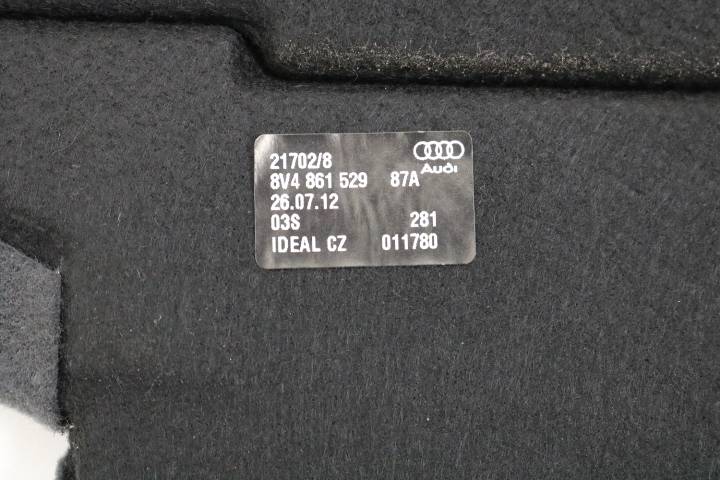 21702/8
Audi
8V4 861 529 87A
26.07.12
03S 281
IDEAL CZ 011780